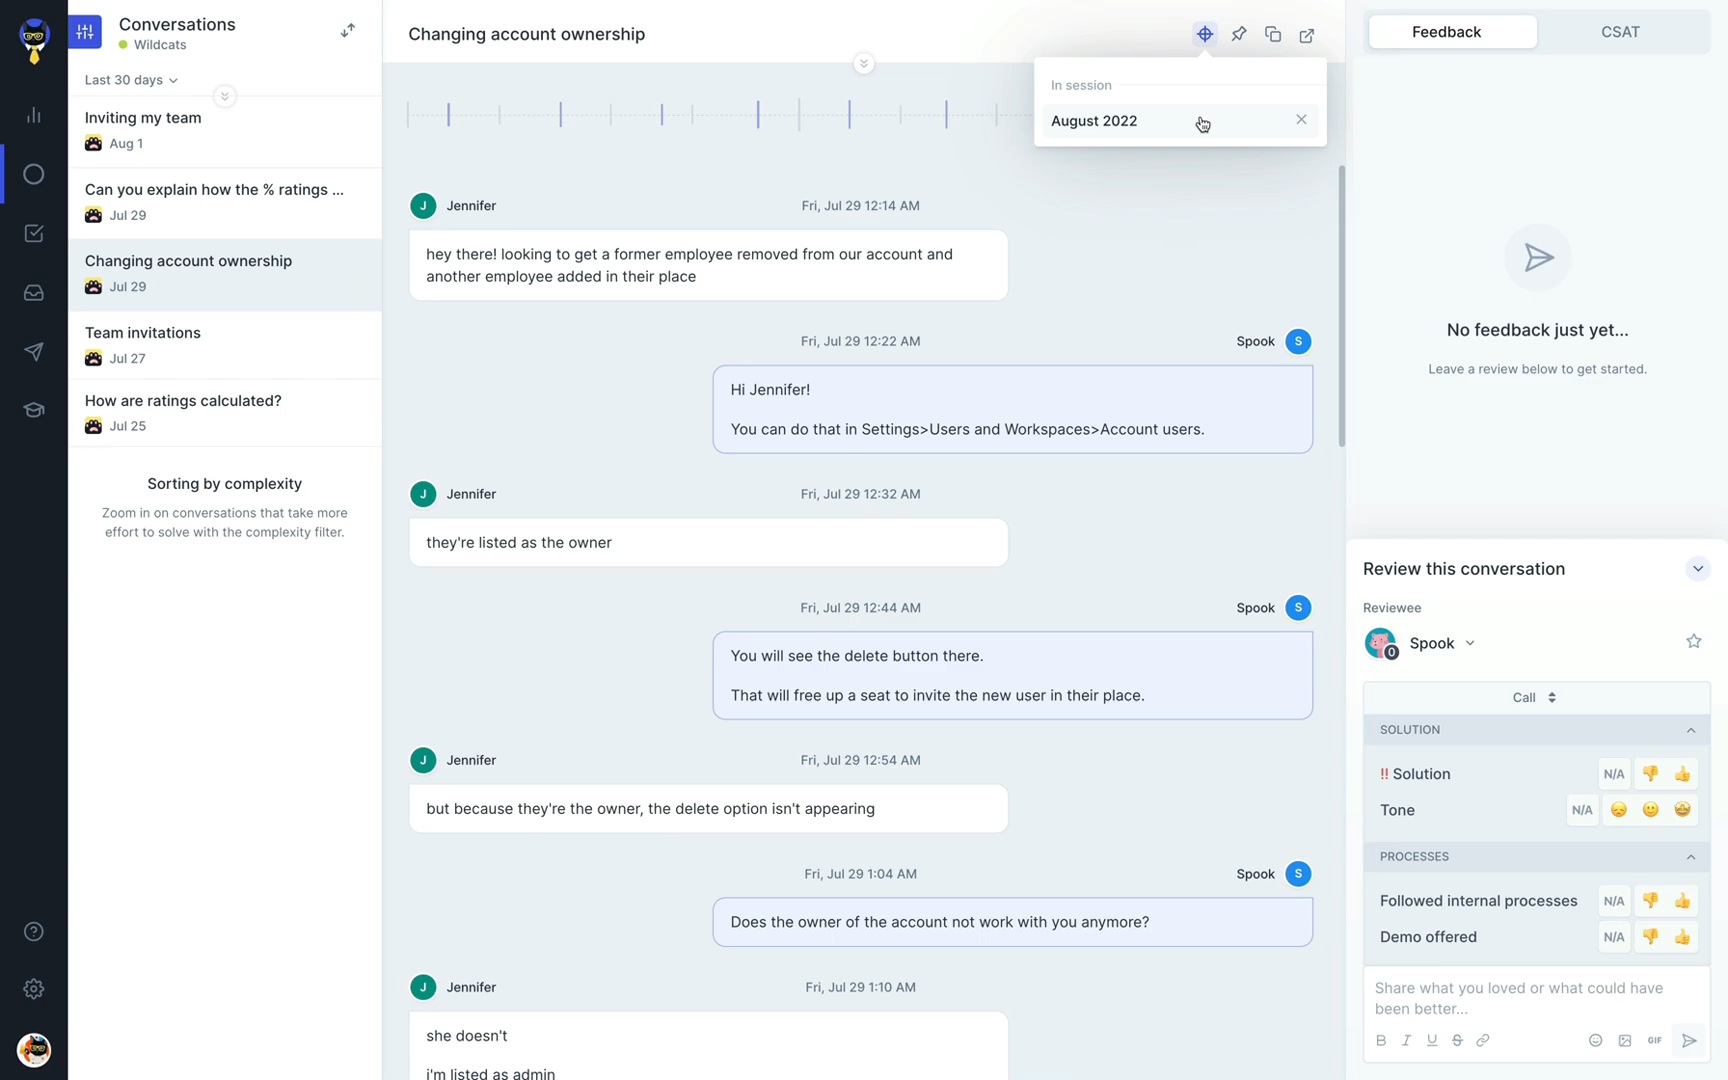 Conversations
Wildcats
Last 30 days
Inviting my team
Aug 1
Can you explain how the % ratings ...
Jul 29
Changing account ownership
Jul 29
Team invitations
Jul 27
How are ratings calculated?
Jul 25
Sorting by complexity
Zoom in on conversations that take more
effort to solve with the complexity filter.
Changing account ownership
In session
August 2022
J
Jennifer
Fri, Jul 29 12:14 AM
hey there! looking to get a former employee removed from our account and
another employee added in their place
Fri, Jul 29 12:22 AM
Spook
S
Hi Jennifer!
You can do that in Settings>Users and Workspaces>Account users.
J
Jennifer
Fri, Jul 29 12:32 AM
they're listed as the owner
Fri, Jul 29 12:44 AM
Spook
S
You will see the delete button there.
That will free up a seat to invite the new user in their place.
J
Jennifer
Fri, Jul 29 12:54 AM
but because they're the owner, the delete option isn't appearing
Fri, Jul 29 1:04 AM
Spook
S
Does the owner of the account not work with you anymore?
J
Jennifer
Fri, Jul 29 1:10 AM
she doesn't
i'm listed as admin
Feedback
CSAT
No feedback just yet...
Leave a review below to get started.
Review this conversation
Reviewee
0
Spook
Call
SOLUTION
!! Solution
N/A
Tone
N/A
PROCESSES
Followed internal processes
N/A
Demo offered
N/A
Share what you loved or what could have
been better...
B I U S
GIF